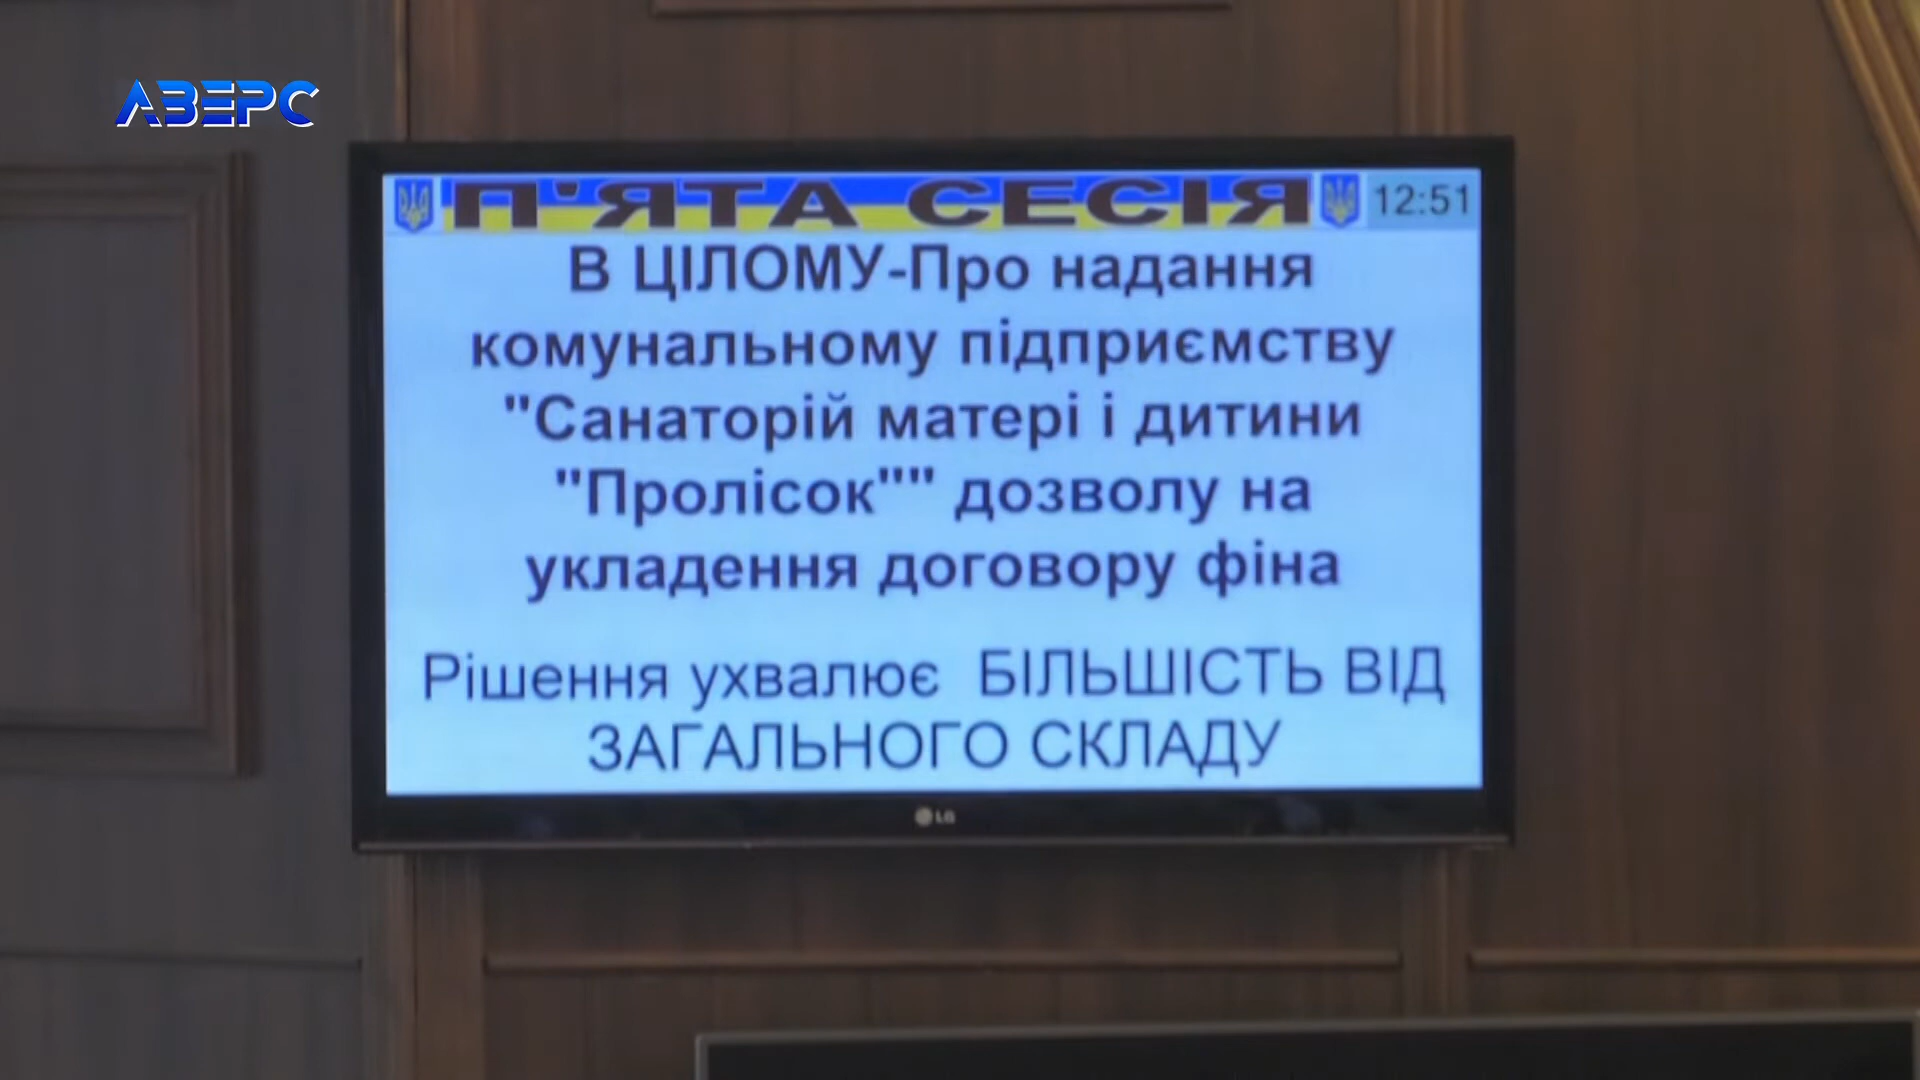 АВЕРС
П'ЯТА СЕСІЯ 12:51
В ЦІЛОМУ-Про надання
комунальному підприємству
"Санаторій матері і дитини
"Пролісок"" дозволу на
укладення договору фіна
Рішення ухвалює БІЛЬШІСТЬ ВІД
ЗАГАЛЬНОГО СКЛАДУ
LG